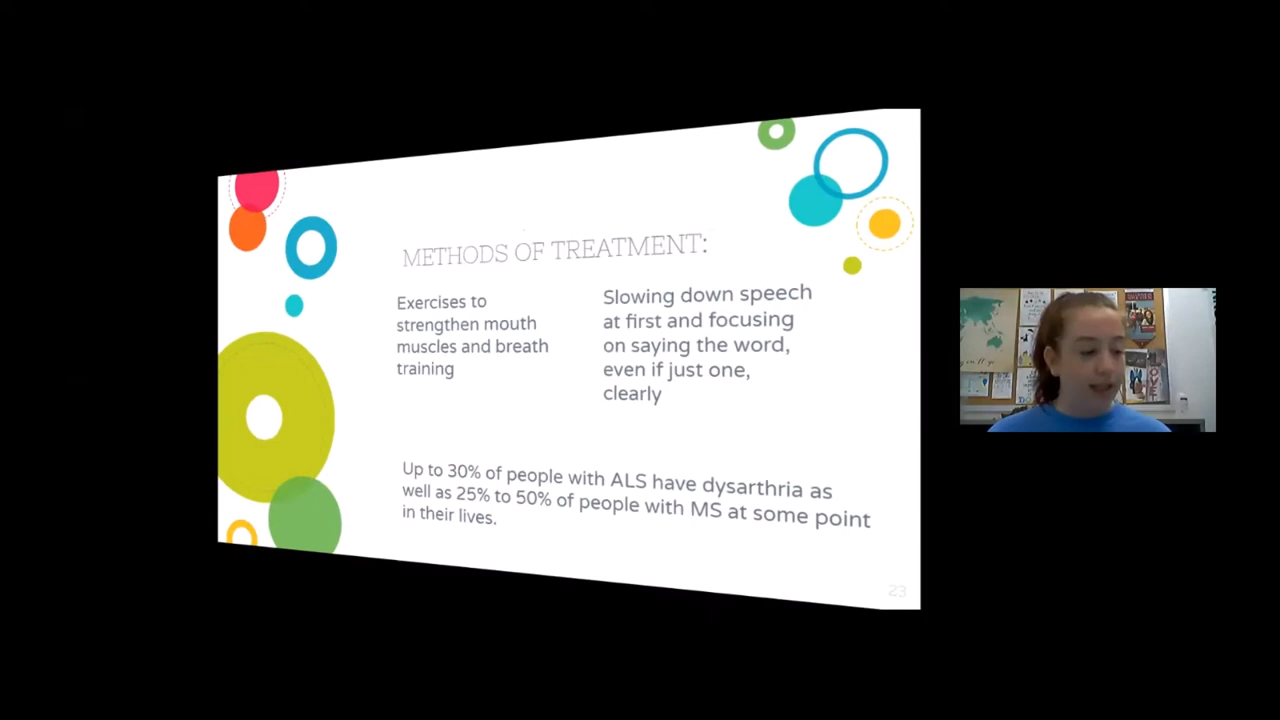 METHODS OF TREATMENT:
Exercises to
strengthen mouth
muscles and breath
training
Slowing down speech
at first and focusing
on saying the word,
even if just one,
clearly
Up to 30% of people with ALS have dysarthria as
well as 25% to 50% of people with MS at some point
in their lives.
23